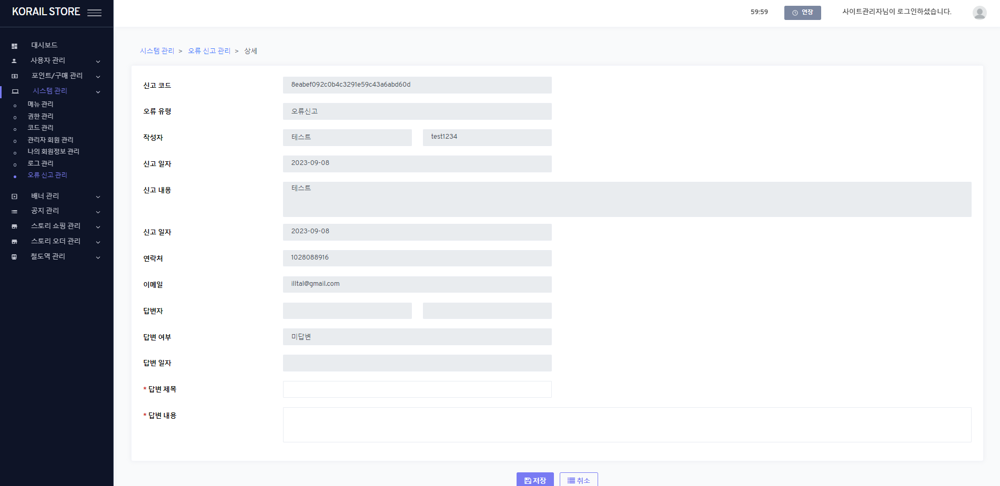 KORAIL STORE
59:59
연장
사이트관리자님이 로그인하셨습니다.
대시보드
사용자 관리
포인트/구매 관리
시스템 관리
메뉴 관리
권한 관리
코드 관리
관리자 회원 관리
나의 회원정보 관리
로그 관리
오류 신고 관리
배너 관리
공지 관리
스토리 쇼핑 관리
스토리 오더 관리
철도역 관리
시스템 관리 > 오류 신고 관리 > 상세
신고 코드 8eabef092c0b4c3291e59c43a6abd60d
오류 유형 오류신고
작성자 테스트 test1234
신고 일자 2023-09-08
신고 내용 테스트
신고 일자 2023-09-08
연락처 1028088916
이메일 illtal@gmail.com
답변자
답변 여부 미답변
답변 일자
* 답변 제목
* 답변 내용
저장 취소